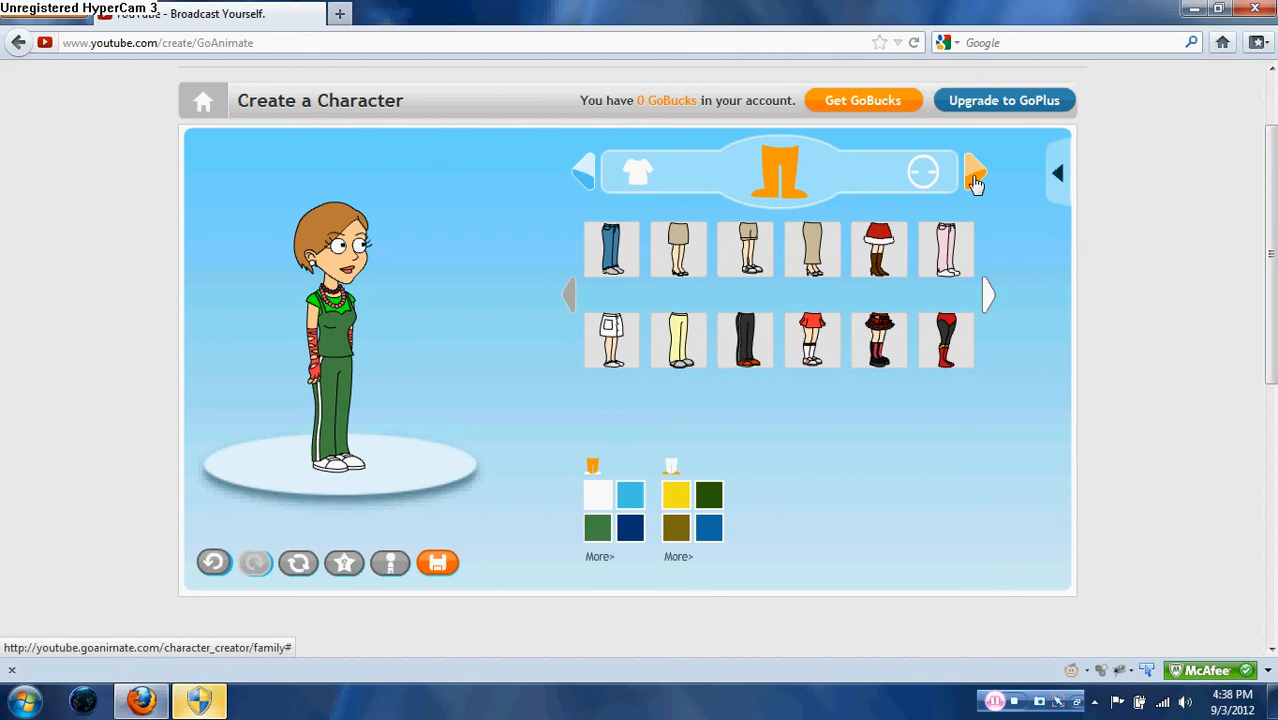 Unregistered HyperCam 3
YouTube - Broadcast Yourself.
www.youtube.com/create/GoAnimate
Google
Create a Character
You have 0 GoBucks in your account.
Get GoBucks
Upgrade to GoPlus
More>
More>
http://youtube.goanimate.com/character_creator/family#
McAfee
4:38 PM
9/3/2012